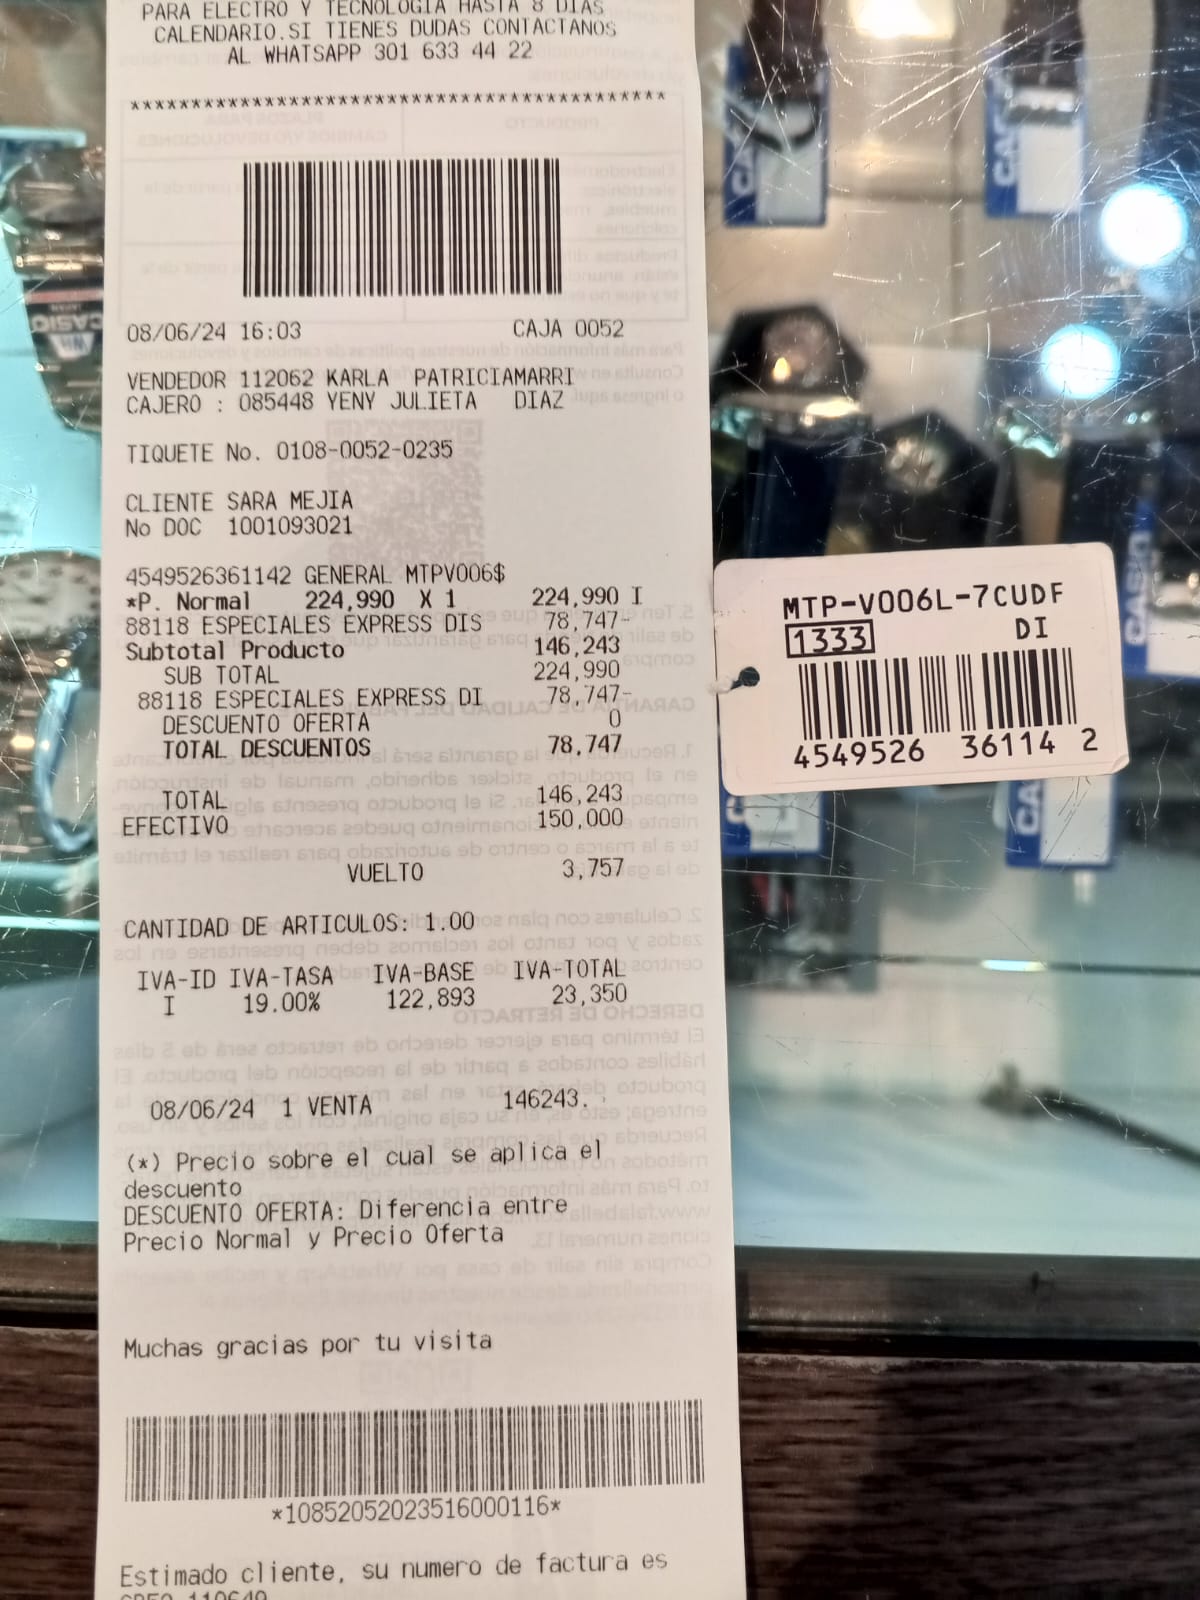 PARA ELECTRO Y TECNOLOGIA HASTA 8 DIAS
CALENDARIO.SI TIENES DUDAS CONTACTANOS
AL WHATSAPP 301 633 44 22
********************************************
08/06/24 16:03 CAJA 0052
VENDEDOR 112062 KARLA PATRICIAMARRI
CAJERO : 085448 YENY JULIETA DIAZ
TIQUETE No. 0108-0052-0235
CLIENTE SARA MEJIA
No DOC 1001093021
4549526361142 GENERAL MTPV006$
*P. Normal 224,990 X 1 224,990 I
88118 ESPECIALES EXPRESS DIS 78,747-
Subtotal Producto 146,243
SUB TOTAL 224,990
88118 ESPECIALES EXPRESS DI 78,747-
DESCUENTO OFERTA 0
TOTAL DESCUENTOS 78,747
TOTAL 146,243
EFECTIVO 150,000
VUELTO 3,757
CANTIDAD DE ARTICULOS: 1.00
IVA-ID IVA-TASA IVA-BASE IVA-TOTAL
I 19.00% 122,893 23,350
08/06/24 1 VENTA 146243.
(*) Precio sobre el cual se aplica el
descuento
DESCUENTO OFERTA: Diferencia entre
Precio Normal y Precio Oferta
Muchas gracias por tu visita
*10852052023516000116*
Estimado cliente, su numero de factura es
MTP-V006L-7CUDF
1333 DI
4549526 36114 2
CASIO
CASIO